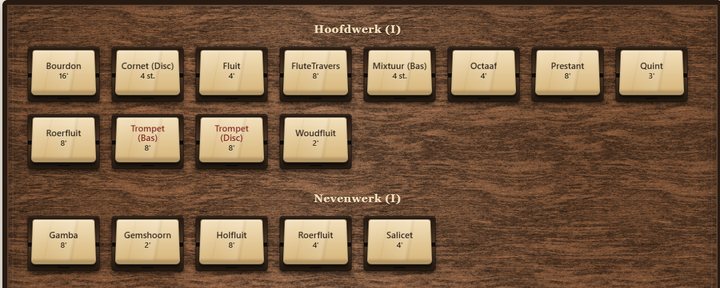 Hoofdwerk (I)
Bourdon
16'
Cornet (Disc)
4 st.
Fluit
4'
FluteTravers
8'
Mixtuur (Bas)
4 st.
Octaaf
4'
Prestant
8'
Quint
3'
Roerfluit
8'
Trompet
(Bas)
8'
Trompet
(Disc)
8'
Woudfluit
2'
Nevenwerk (I)
Gamba
8'
Gemshoorn
2'
Holfluit
8'
Roerfluit
4'
Salicet
4'